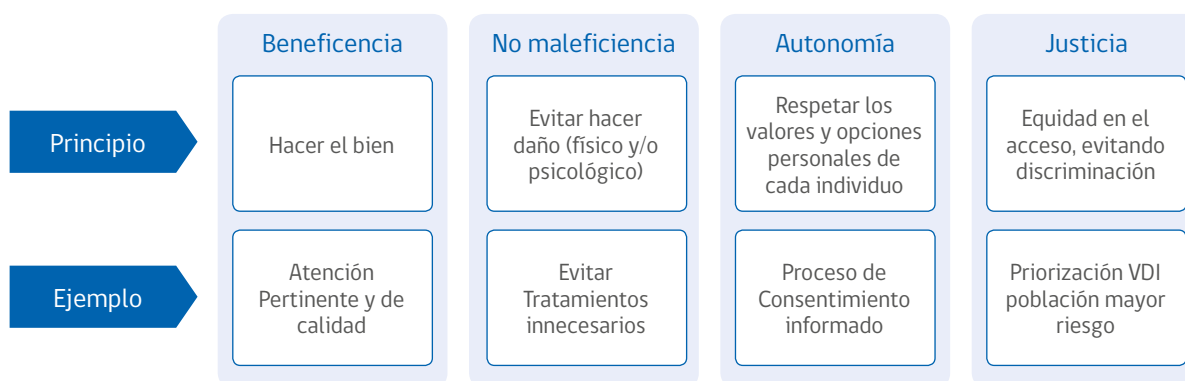 Beneficencia
No maleficiencia
Autonomía
Justicia
Principio
Hacer el bien
Evitar hacer
daño (físico y/o
psicológico)
Respetar los
valores y opciones
personales de
cada individuo
Equidad en el
acceso, evitando
discriminación
Ejemplo
Atención
Pertinente y de
calidad
Evitar
Tratamientos
innecesarios
Proceso de
Consentimiento
informado
Priorización VDI
población mayor
riesgo